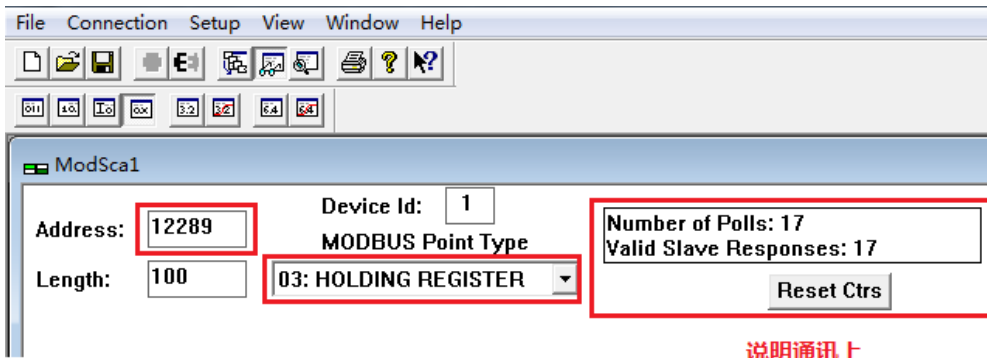 File Connection Setup View Window Help
ModSca1
Address: 12289
Device Id: 1
MODBUS Point Type
Length: 100
03: HOLDING REGISTER
Number of Polls: 17
Valid Slave Responses: 17
Reset Ctrs
说明通讯上